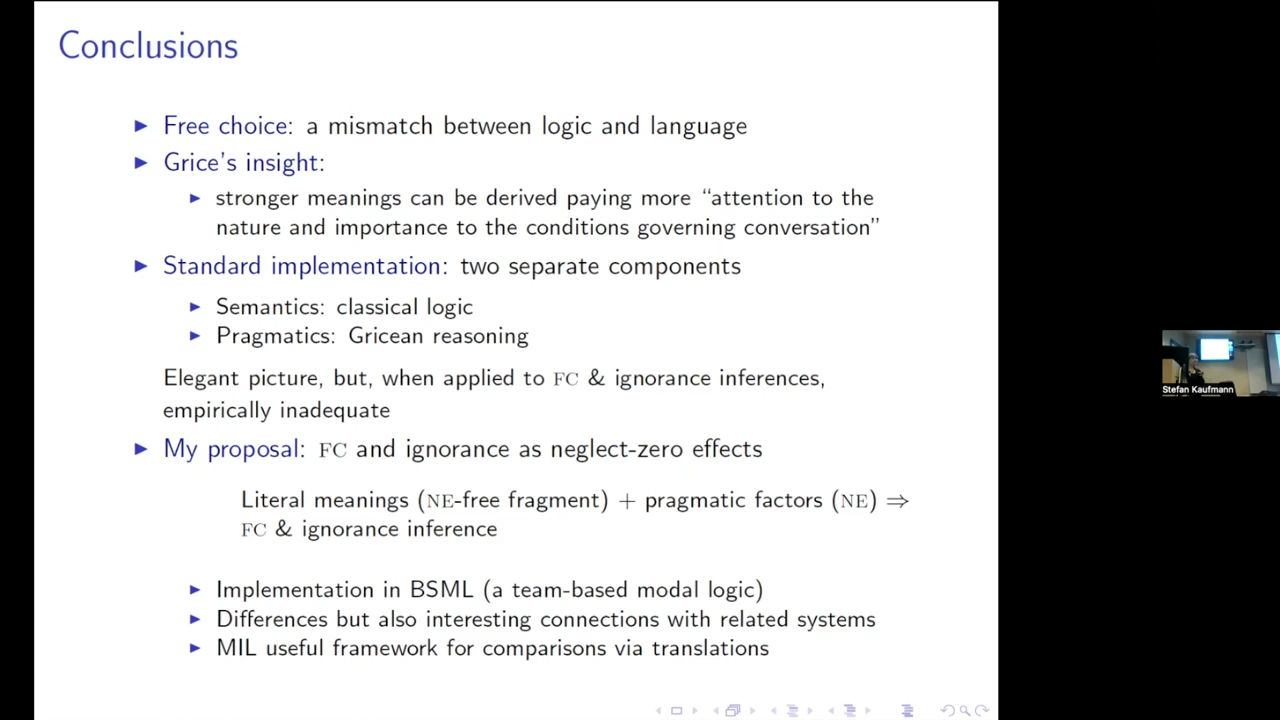 Conclusions
Free choice: a mismatch between logic and language
Grice's insight:
stronger meanings can be derived paying more “attention to the
nature and importance to the conditions governing conversation”
Standard implementation: two separate components
Semantics: classical logic
Pragmatics: Gricean reasoning
Elegant picture, but, when applied to FC & ignorance inferences,
empirically inadequate
My proposal: FC and ignorance as neglect-zero effects
Literal meanings (NE-free fragment) + pragmatic factors (NE) ⇒
FC & ignorance inference
Implementation in BSML (a team-based modal logic)
Differences but also interesting connections with related systems
MIL useful framework for comparisons via translations
Stefan Kaufmann